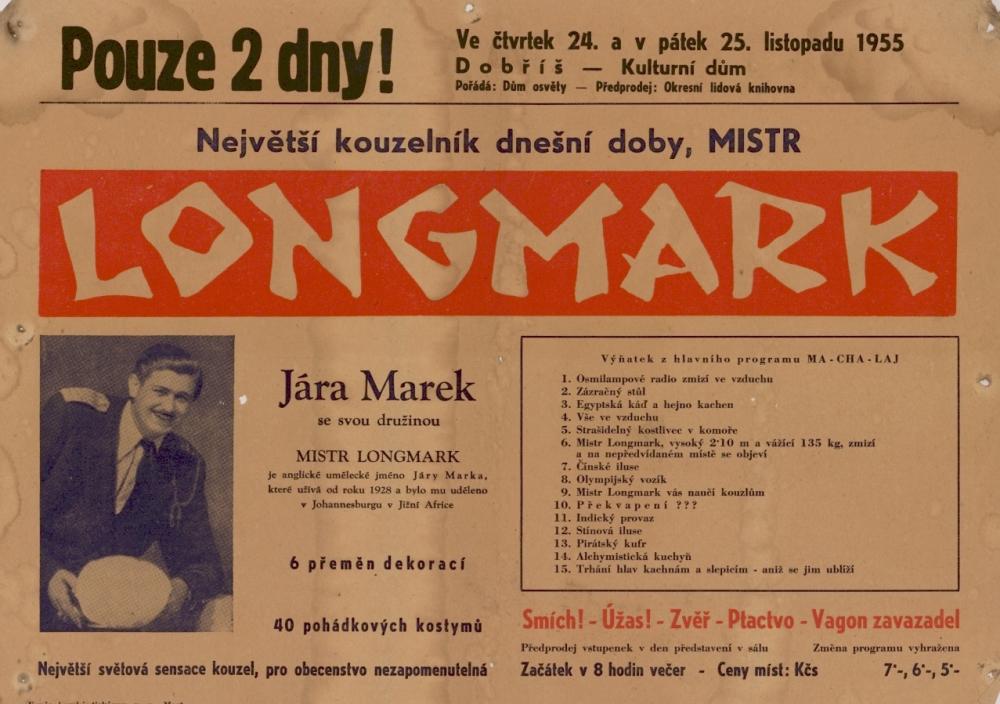 Pouze 2 dny!
Ve čtvrtek 24. a v pátek 25. listopadu 1955
Dobříš — Kulturní dům
Pořádá: Dům osvěty — Předprodej: Okresní lidová knihovna
Největší kouzelník dnešní doby, MISTR
LONGMARK
Jára Marek
se svou družinou
MISTR LONGMARK
je anglické umělecké jméno Járy Marka,
které užívá od roku 1928 a bylo mu uděleno
v Johannesburgu v Jižní Africe
6 přeměn dekorací
40 pohádkových kostymů
Největší světová sensace kouzel, pro obecenstvo nezapomenutelná
Výňatek z hlavního programu MA-CHA-LAJ
1. Osmilampové radio zmizí ve vzduchu
2. Zázračný stůl
3. Egyptská káď a hejno kachen
4. Vše ve vzduchu
5. Strašidelný kostlivec v komoře
6. Mistr Longmark, vysoký 2·10 m a vážící 135 kg, zmizí
a na nepředvídaném místě se objeví
7. Čínské iluse
8. Olympijský vozík
9. Mistr Longmark vás naučí kouzlům
10. Překvapení ???
11. Indický provaz
12. Stínová iluse
13. Pirátský kufr
14. Alchymistická kuchyň
15. Trhání hlav kachnám a slepicím - aniž se jim ublíží
Smích! - Úžas! - Zvěř - Ptactvo - Vagon zavazadel
Předprodej vstupenek v den představení v sálu Změna programu vyhražena
Začátek v 8 hodin večer - Ceny míst: Kčs 7·-, 6·-, 5·-